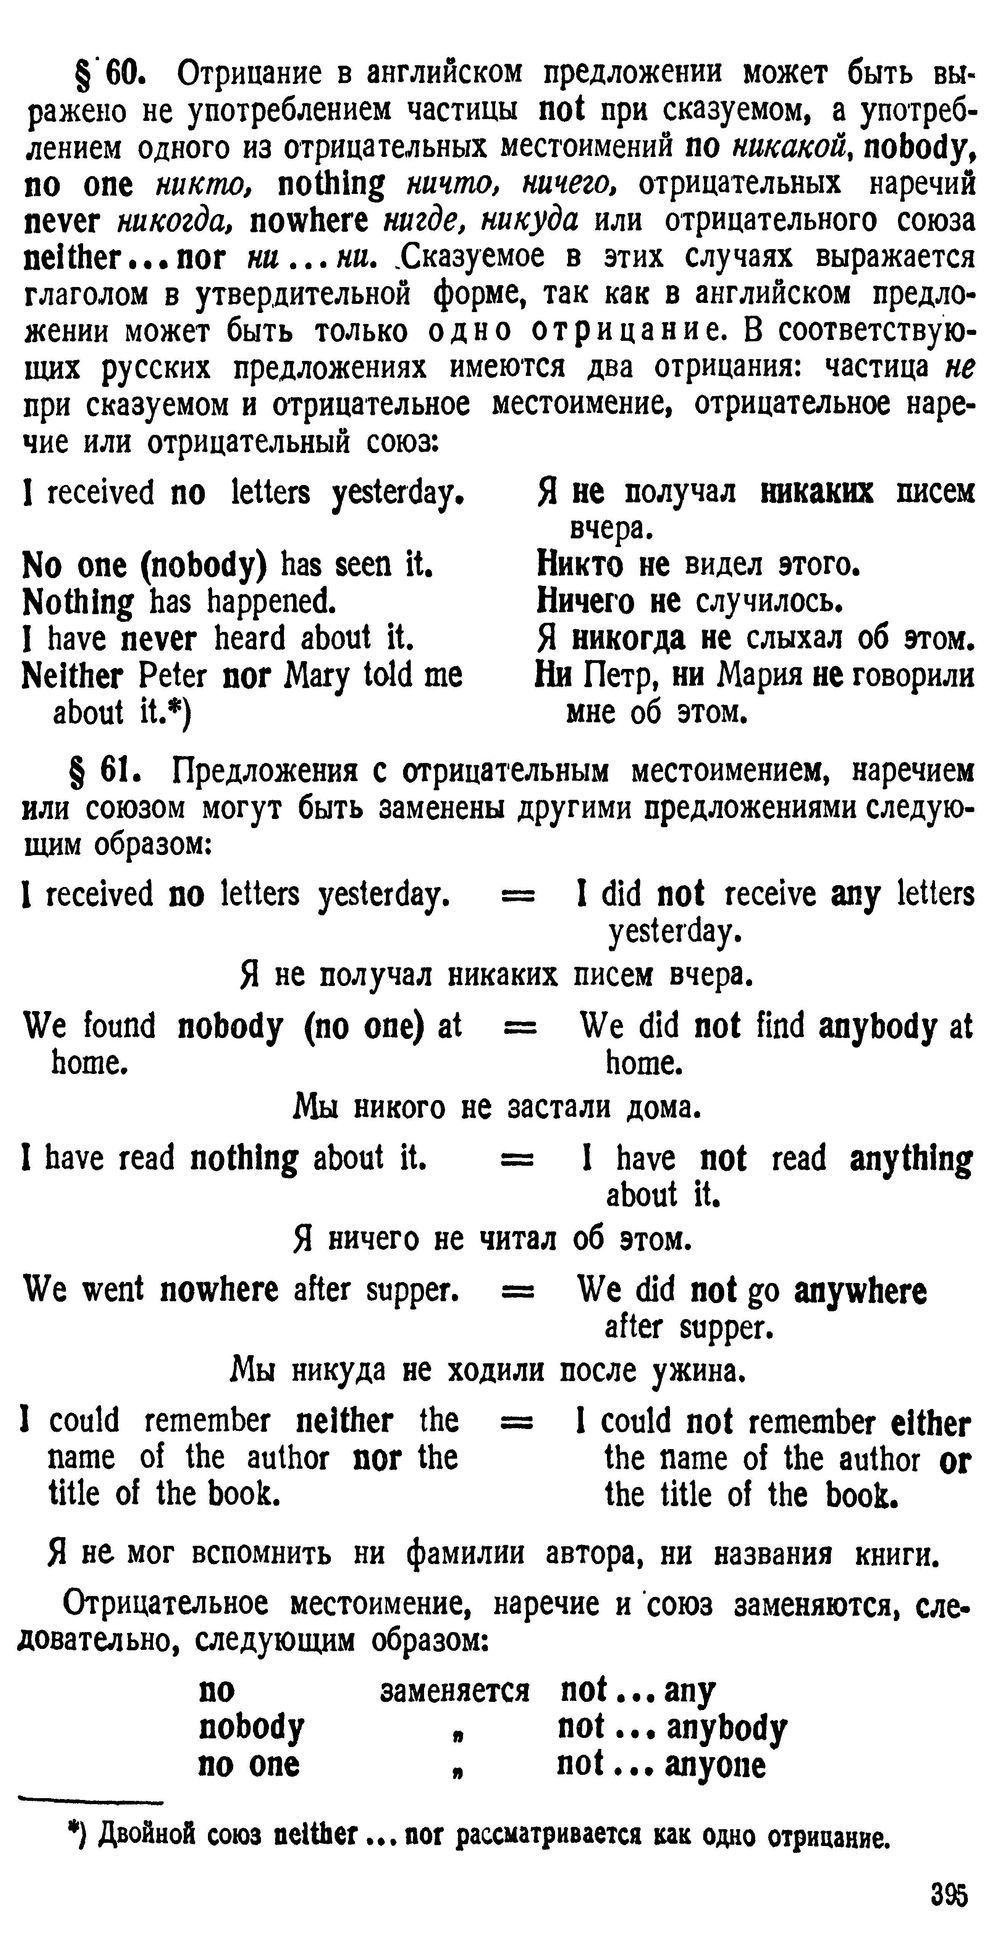 § 60. Отрицание в английском предложении может быть вы-
ражено не употреблением частицы not при сказуемом, а употреб-
лением одного из отрицательных местоимений no никакой, nobody,
no one никто, nothing ничто, ничего, отрицательных наречий
never никогда, nowhere нигде, никуда или отрицательного союза
neither... nor ни ... ни. Сказуемое в этих случаях выражается
глаголом в утвердительной форме, так как в английском предло-
жении может быть только одно отрицание. В соответствую-
щих русских предложениях имеются два отрицания: частица не
при сказуемом и отрицательное местоимение, отрицательное наре-
чие или отрицательный союз:
I received no letters yesterday. Я не получал никаких писем
вчера.
No one (nobody) has seen it. Никто не видел этого.
Nothing has happened. Ничего не случилось.
I have never heard about it. Я никогда не слыхал об этом.
Neither Peter nor Mary told me Ни Петр, ни Мария не говорили
about it.*) мне об этом.
§ 61. Предложения с отрицательным местоимением, наречием
или союзом могут быть заменены другими предложениями следую-
щим образом:
I received no letters yesterday. = I did not receive any letters
yesterday.
Я не получал никаких писем вчера.
We found nobody (no one) at = We did not find anybody at
home. home.
Мы никого не застали дома.
I have read nothing about it. = I have not read anything
about it.
Я ничего не читал об этом.
We went nowhere after supper. = We did not go anywhere
after supper.
Мы никуда не ходили после ужина.
I could remember neither the = I could not remember either
name of the author nor the the name of the author or
title of the book. the title of the book.
Я не мог вспомнить ни фамилии автора, ни названия книги.
Отрицательное местоимение, наречие и союз заменяются, сле-
довательно, следующим образом:
no заменяется not ... any
nobody „ not ... anybody
no one „ not ... anyone
*) Двойной союз neither ... nor рассматривается как одно отрицание.
395